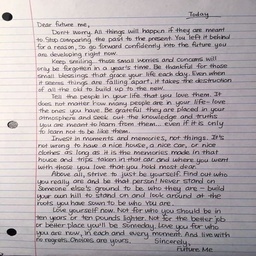 Today
Dear future me,
Don't worry. All things will happen if they are meant
to. Stop comparing the past to the present. You left it behind
for a reason, so go forward confidently into the future you
are developing right now.
Keep smiling... those small worries and concerns will
only be forgotten in a year's time. Be thankful for those
small blessings that grace your life each day. Even when
it seems things are falling apart, it takes the destruction
of all the old to build up to the new.
Tell the people in your life that you love them. It
does not matter how many people are in your life - love
the ones you have. Be grateful they are placed in your
atmosphere and seek out the knowledge and truths
you are meant to learn from them... even if it is only
to learn not to be like them.
Invest in moments and memories, not things. It's
not wrong to have a nice house, a nice car, or nice
clothes as long as it is the memories made in that
house and trips taken in that car and where you went
with those you love that you hold most dear.
Above all, strive to just be yourself. Find out who
you really are and be that person! Never stand on
someone else's ground to be who they are - build
your own hill to stand on and look around at the
roots you have sown to be who you are.
Love yourself now. Not for who you should be in
ten years or ten pounds lighter. Not for the better job
or better place you'll be someday. Love you for who
you are now, in each and every moment. And live with
no regrets. Choices are yours.
Sincerely,
Future Me